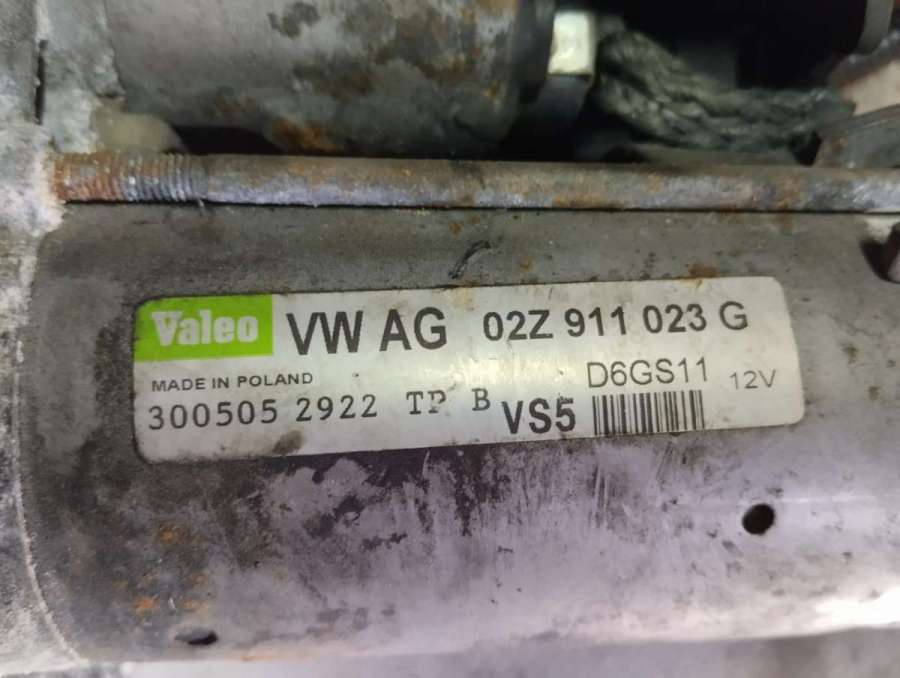 Valeo VW AG 02Z 911 023 G
MADE IN POLAND D6GS11 12V
300505 2922 TP B VS5